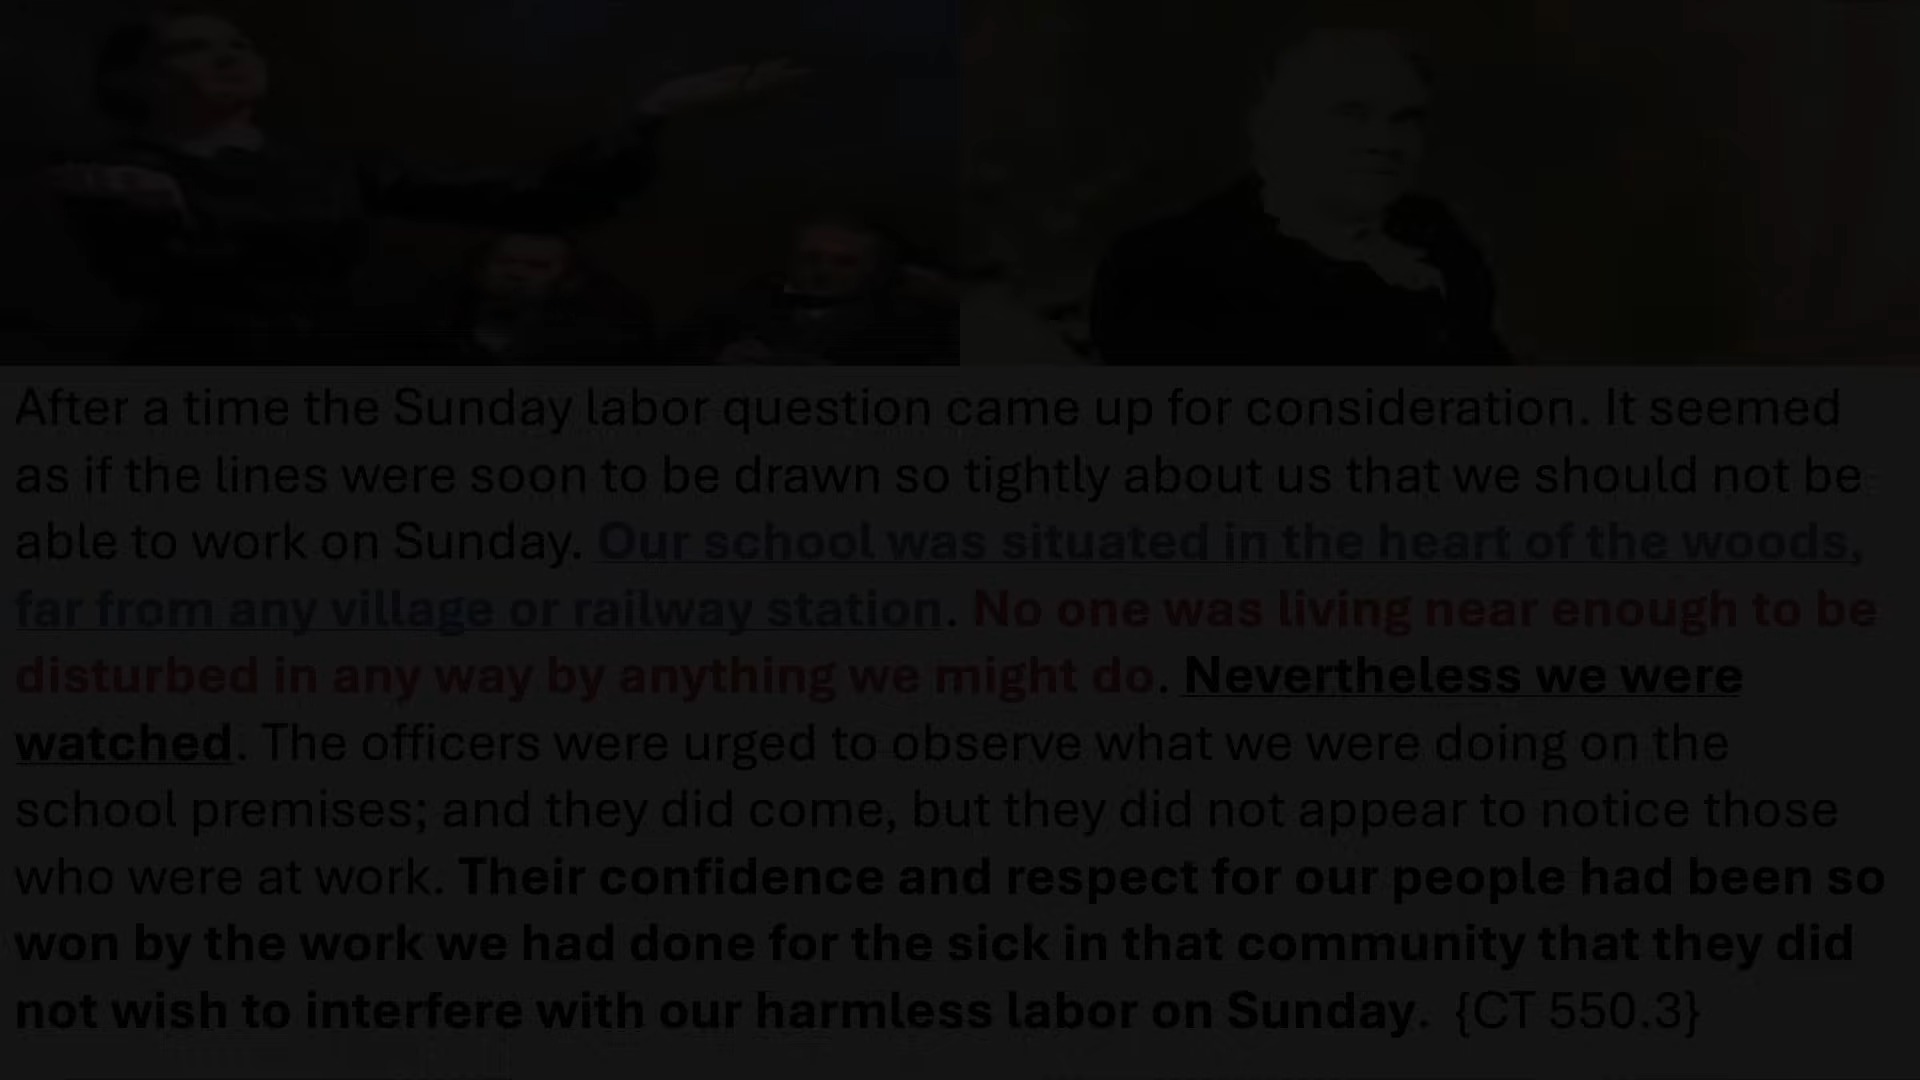 After a time the Sunday labor question came up for consideration. It seemed
as if the lines were soon to be drawn so tightly about us that we should not be
able to work on Sunday. Our school was situated in the heart of the woods,
far from any village or railway station. No one was living near enough to be
disturbed in any way by anything we might do. Nevertheless we were
watched. The officers were urged to observe what we were doing on the
school premises; and they did come, but they did not appear to notice those
who were at work. Their confidence and respect for our people had been so
won by the work we had done for the sick in that community that they did
not wish to interfere with our harmless labor on Sunday. {CT 550.3}